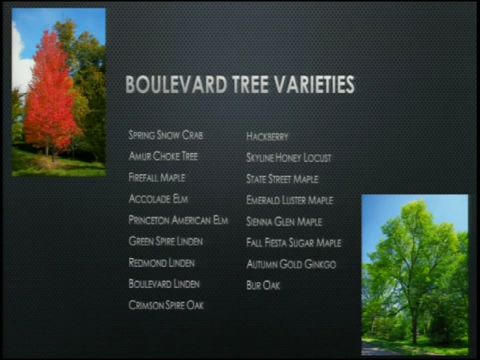 BOULEVARD TREE VARIETIES
SPRING SNOW CRAB
AMUR CHOKE TREE
FIREFALL MAPLE
ACCOLADE ELM
PRINCETON AMERICAN ELM
GREEN SPIRE LINDEN
REDMOND LINDEN
BOULEVARD LINDEN
CRIMSON SPIRE OAK
HACKBERRY
SKYLINE HONEY LOCUST
STATE STREET MAPLE
EMERALD LUSTER MAPLE
SIENNA GLEN MAPLE
FALL FIESTA SUGAR MAPLE
AUTUMN GOLD GINKGO
BUR OAK